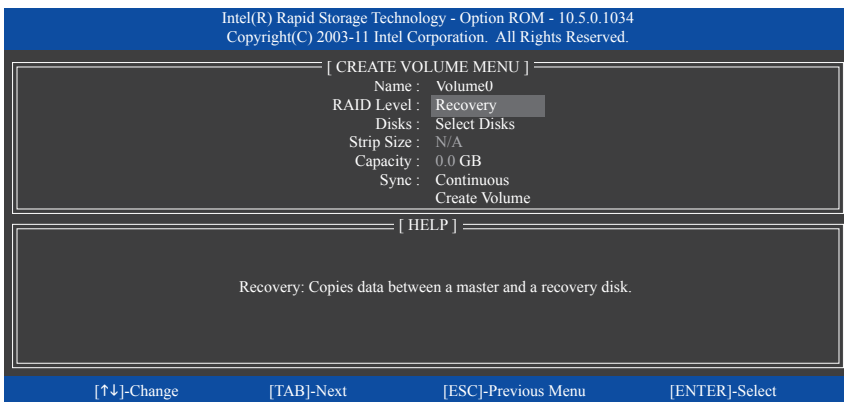 Intel(R) Rapid Storage Technology - Option ROM - 10.5.0.1034
Copyright(C) 2003-11 Intel Corporation. All Rights Reserved.
[ CREATE VOLUME MENU ]
Name : Volume0
RAID Level : Recovery
Disks : Select Disks
Strip Size : N/A
Capacity : 0.0 GB
Sync : Continuous
Create Volume
[ HELP ]
Recovery: Copies data between a master and a recovery disk.
[↑↓]-Change [TAB]-Next [ESC]-Previous Menu [ENTER]-Select